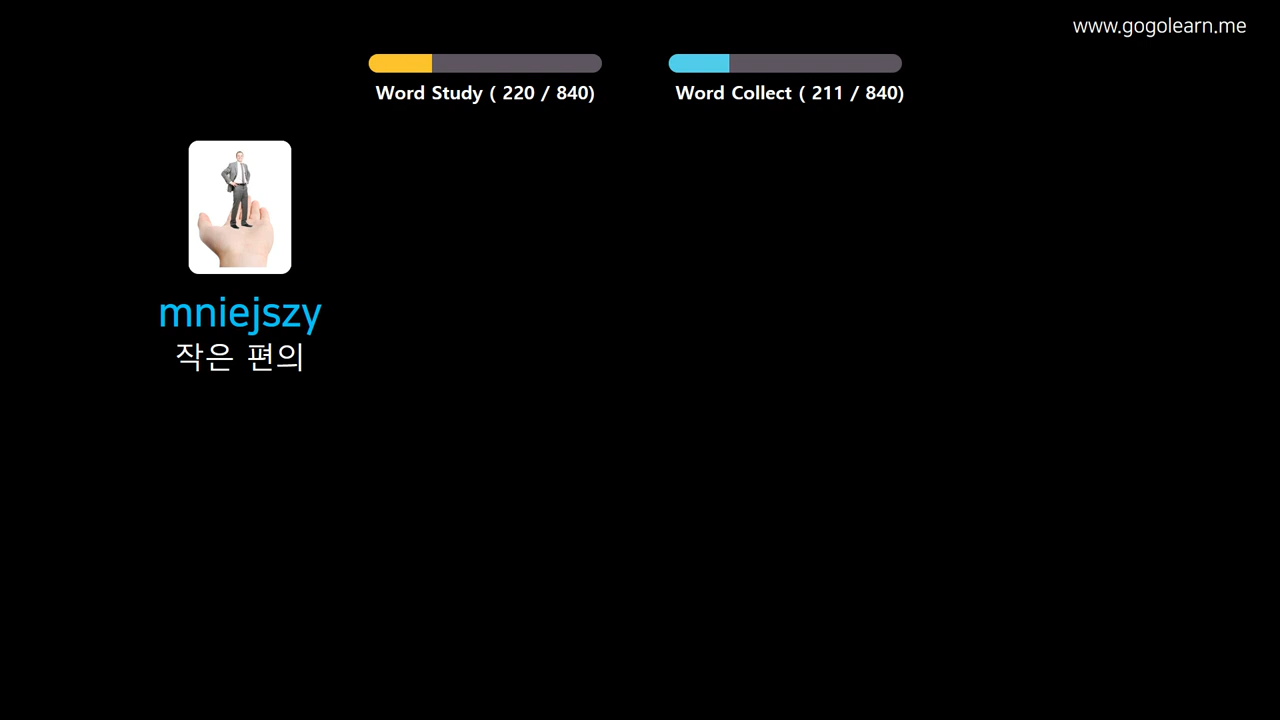 www.gogolearn.me
Word Study ( 220 / 840)
Word Collect ( 211 / 840)
mniejszy
작은 편의